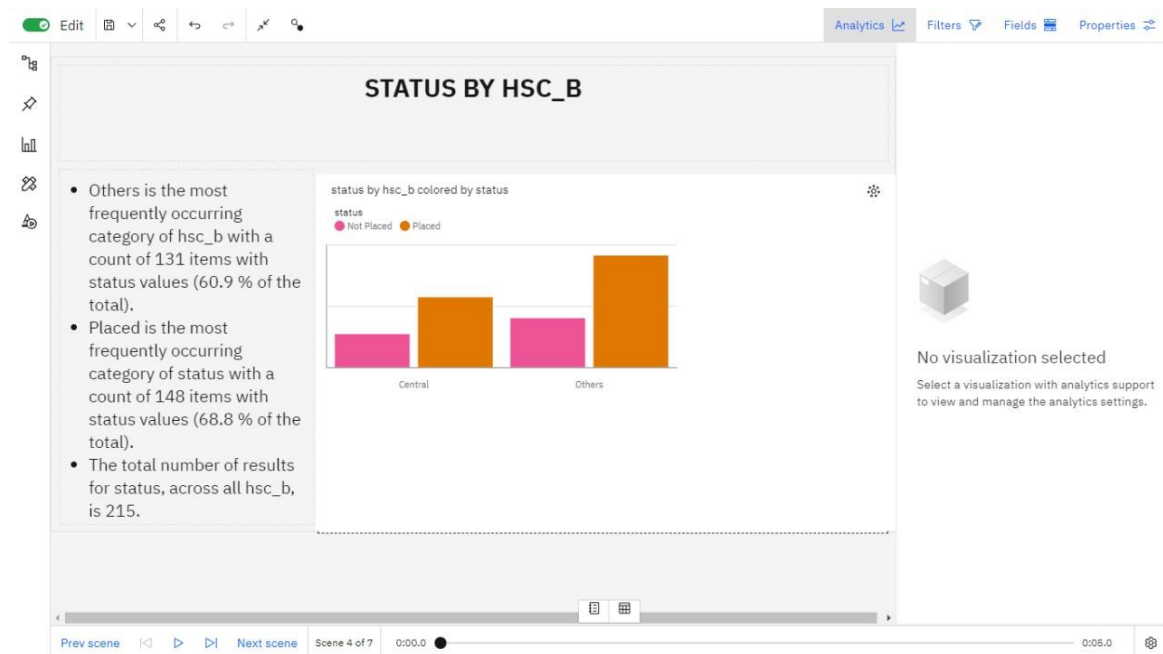 Edit
Analytics
Filters
Fields
Properties
STATUS BY HSC_B
• Others is the most
frequently occurring
category of hsc_b with a
count of 131 items with
status values (60.9 % of the
total).
• Placed is the most
frequently occurring
category of status with a
count of 148 items with
status values (68.8 % of the
total).
• The total number of results
for status, across all hsc_b,
is 215.
status by hsc_b colored by status
status
Not Placed Placed
Central Others
No visualization selected
Select a visualization with analytics support
to view and manage the analytics settings.
Prev scene Next scene Scene 4 of 7 0:00.0 0:05.0